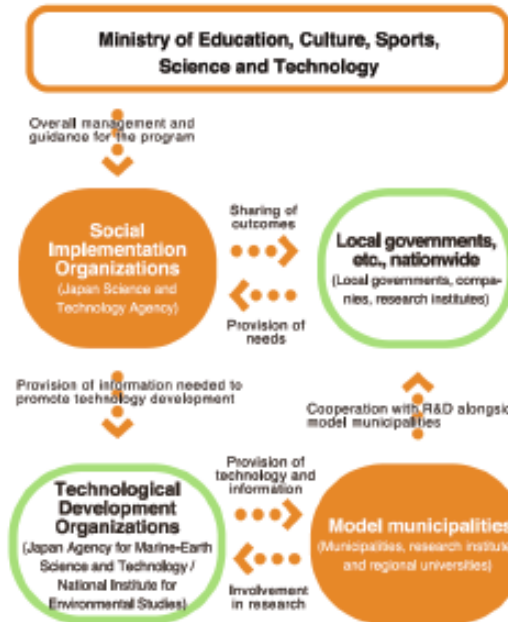 Ministry of Education, Culture, Sports,
Science and Technology
Overall management and
guidance for the program
Social
Implementation
Organizations
(Japan Science and
Technology Agency)
Sharing of
outcomes
Provision of
needs
Local governments,
etc., nationwide
(Local governments, compa-
nies, research institutes)
Provision of information needed to
promote technology development
Cooperation with R&D alongsid
model municipalities
Technological
Development
Organizations
(Japan Agency for Marine-Earth
Science and Technology /
National Institute for
Environmental Studies)
Provision of
technology and
information
Involvement
in research
Model municipalities
(Municipalities, research institute
and regional universities)